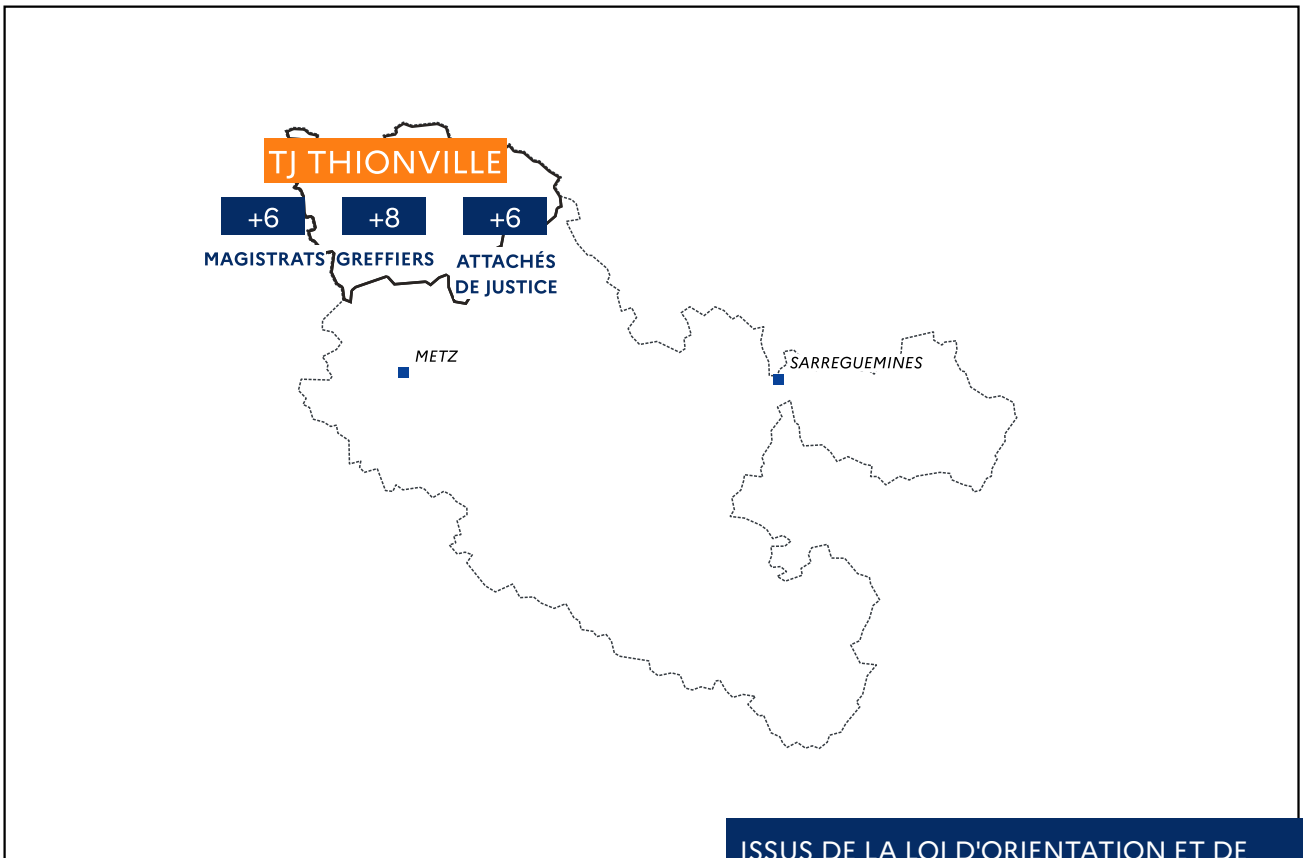 TJ THIONVILLE
+6
+8
+6
MAGISTRATS
GREFFIERS
ATTACHÉS
DE JUSTICE
METZ
SARREGUEMINES
ISSUS DE LA LOI D'ORIENTATION ET DE